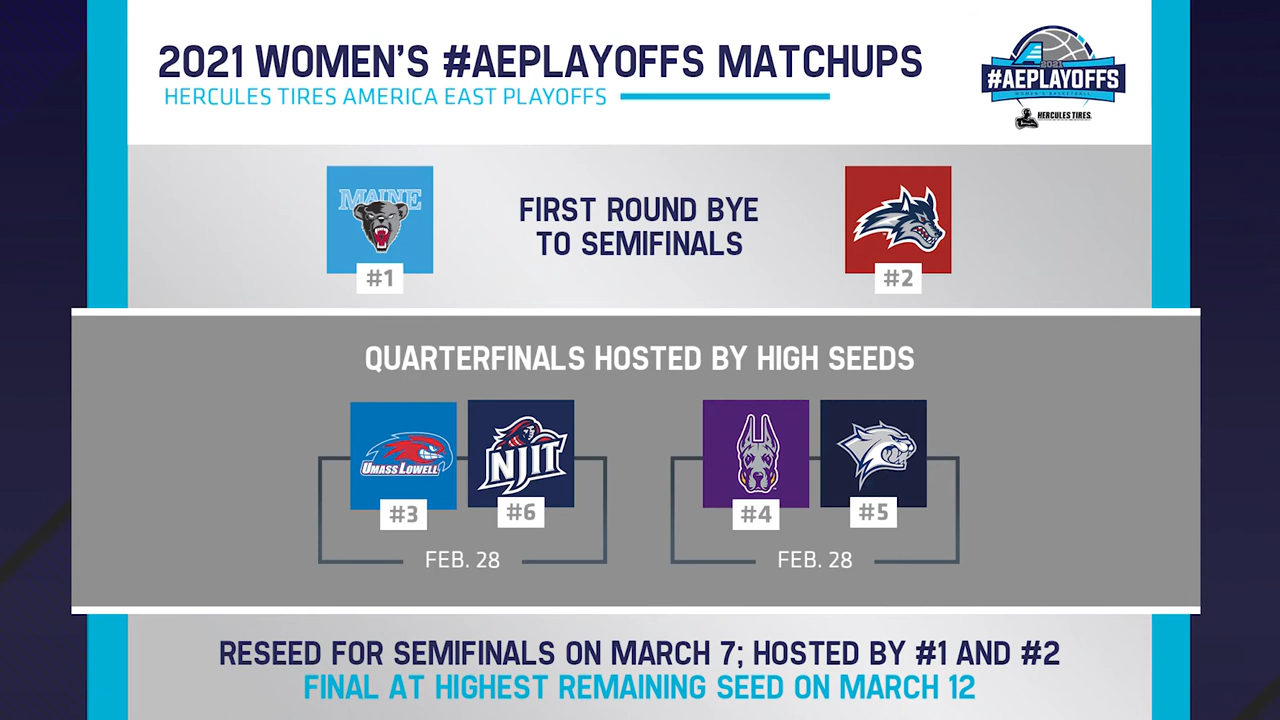 2021 WOMEN'S #AEPLAYOFFS MATCHUPS
HERCULES TIRES AMERICA EAST PLAYOFFS
2021
#AEPLAYOFFS
WOMEN'S BASKETBALL
HERCULES TIRES
MAINE
#1
FIRST ROUND BYE
TO SEMIFINALS
#2
QUARTERFINALS HOSTED BY HIGH SEEDS
UMASS LOWELL
#3
NJIT
#6
FEB. 28
#4
#5
FEB. 28
RESEED FOR SEMIFINALS ON MARCH 7; HOSTED BY #1 AND #2
FINAL AT HIGHEST REMAINING SEED ON MARCH 12